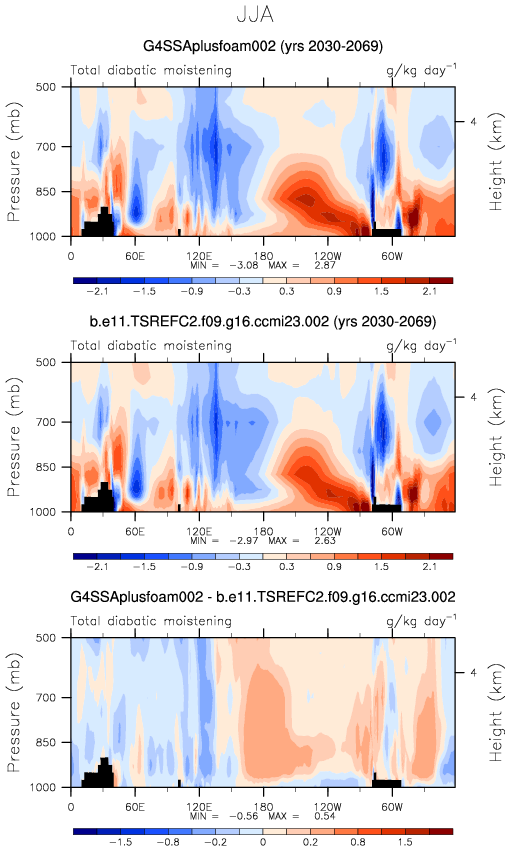 JJA
G4SSAplusfoam002 (yrs 2030-2069)
Total diabatic moistening g/kg day−1
500
700
850
1000
Pressure (mb)
4
Height (km)
0 60E 120E 180 120W 60W
MIN = −3.08 MAX = 2.87
−2.1 −1.5 −0.9 −0.3 0.3 0.9 1.5 2.1
b.e11.TSREFC2.f09.g16.ccmi23.002 (yrs 2030-2069)
Total diabatic moistening g/kg day−1
500
700
850
1000
Pressure (mb)
4
Height (km)
0 60E 120E 180 120W 60W
MIN = −2.97 MAX = 2.63
−2.1 −1.5 −0.9 −0.3 0.3 0.9 1.5 2.1
G4SSAplusfoam002 - b.e11.TSREFC2.f09.g16.ccmi23.002
Total diabatic moistening g/kg day−1
500
700
850
1000
Pressure (mb)
4
Height (km)
0 60E 120E 180 120W 60W
MIN = −0.56 MAX = 0.54
−1.5 −0.8 −0.2 0 0.2 0.8 1.5